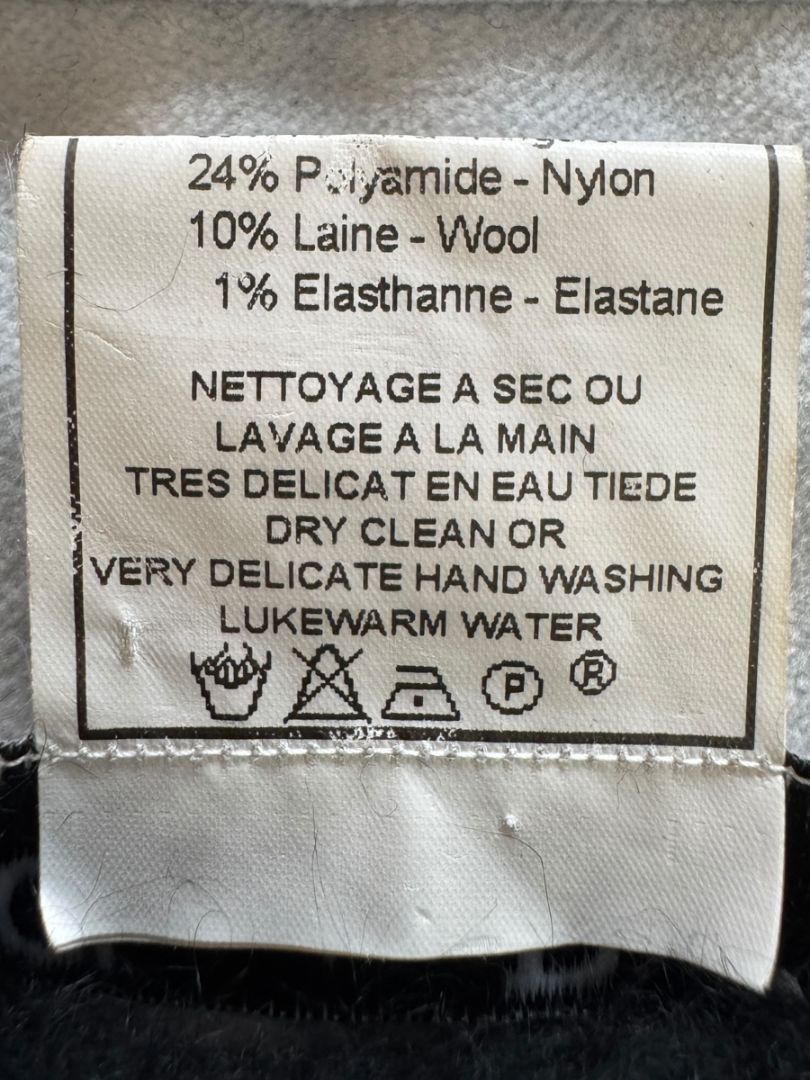 24% Polyamide - Nylon
10% Laine - Wool
1% Elasthanne - Elastane
NETTOYAGE A SEC OU
LAVAGE A LA MAIN
TRES DELICAT EN EAU TIEDE
DRY CLEAN OR
VERY DELICATE HAND WASHING
LUKEWARM WATER
P ®